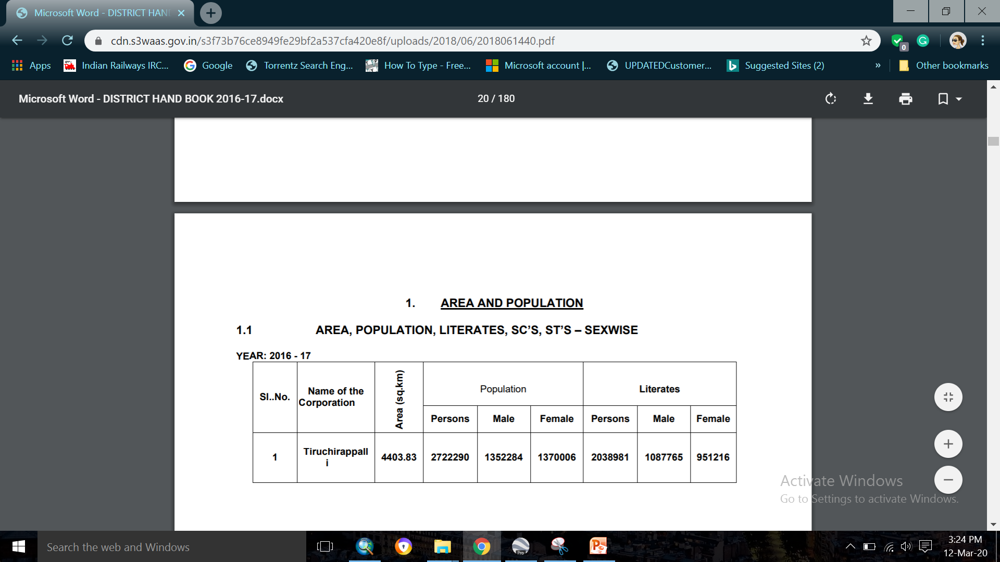 Microsoft Word - DISTRICT HAN
cdn.s3waas.gov.in/s3f73b76ce8949fe29bf2a537cfa420e8f/uploads/2018/06/2018061440.pdf
0
Apps Indian Railways IRC... Google Torrentz Search Eng... How To Type - Free... Microsoft account |... UPDATEDCustomer... Suggested Sites (2) » Other bookmarks
Microsoft Word - DISTRICT HAND BOOK 2016-17.docx 20 / 180
1. AREA AND POPULATION
1.1 AREA, POPULATION, LITERATES, SC'S, ST'S – SEXWISE
YEAR: 2016 - 17
Sl..No. Name of the Corporation Area (sq.km) Population Literates
Persons Male Female Persons Male Female
1 Tiruchirappall
i 4403.83 2722290 1352284 1370006 2038981 1087765 951216
Activate Windows
Go to Settings to activate Windows.
Search the web and Windows
Pro
3:24 PM
12-Mar-20